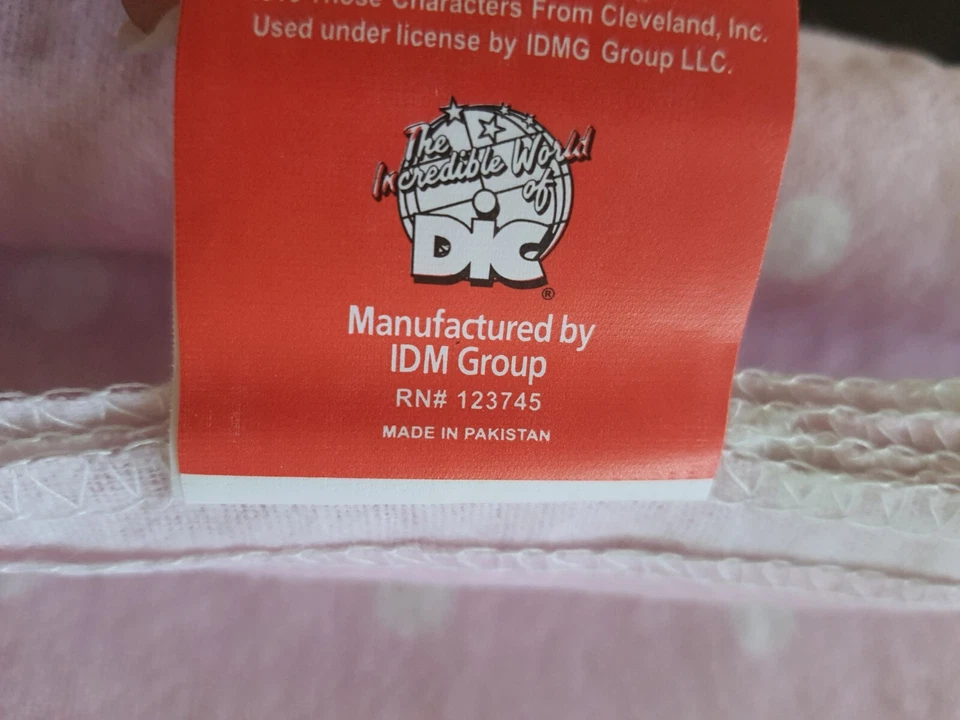 Those Characters From Cleveland, Inc.
Used under license by IDMG Group LLC.
The
Incredible World
of
DiC
®
Manufactured by
IDM Group
RN# 123745
MADE IN PAKISTAN